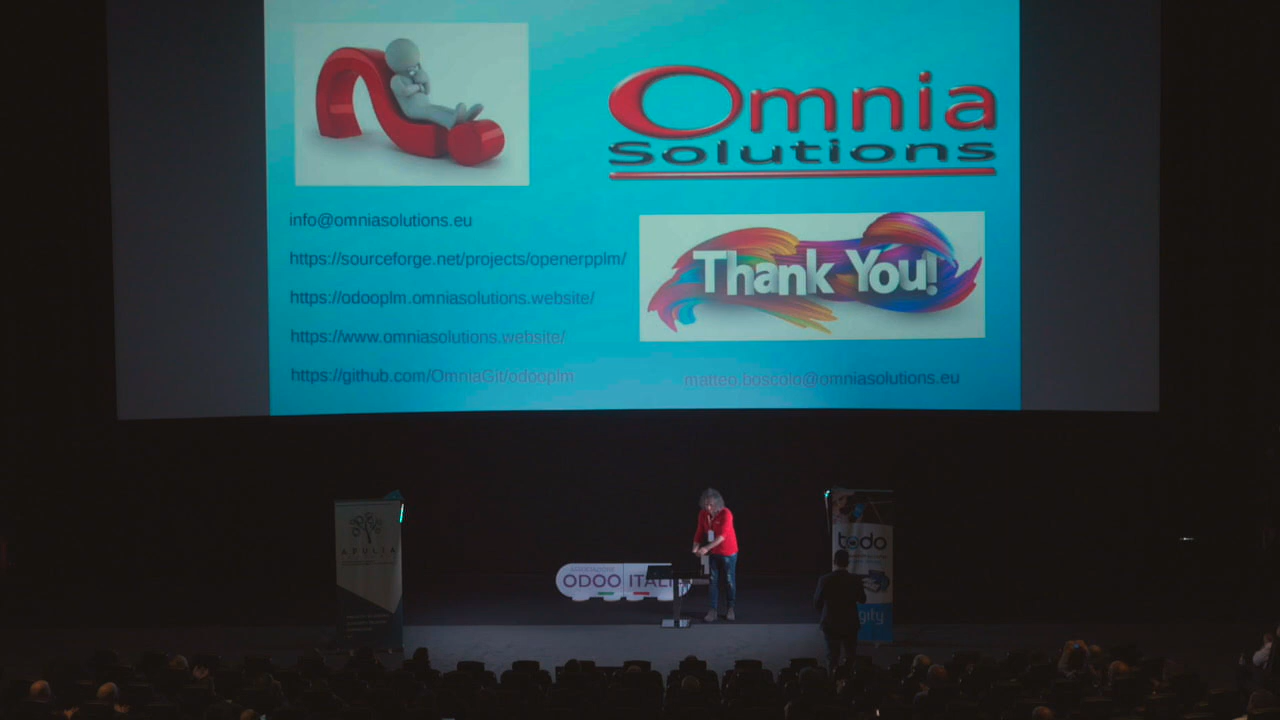 Omnia
Solutions
info@omniasolutions.eu
https://sourceforge.net/projects/openerpplm/
https://odooplm.omniasolutions.website/
https://www.omniasolutions.website/
https://github.com/OmniaGit/odooplm
Thank You!
matteo.boscolo@omniasolutions.eu
APULIA
ASSOCIAZIONE
ODOO ITALIA
todo